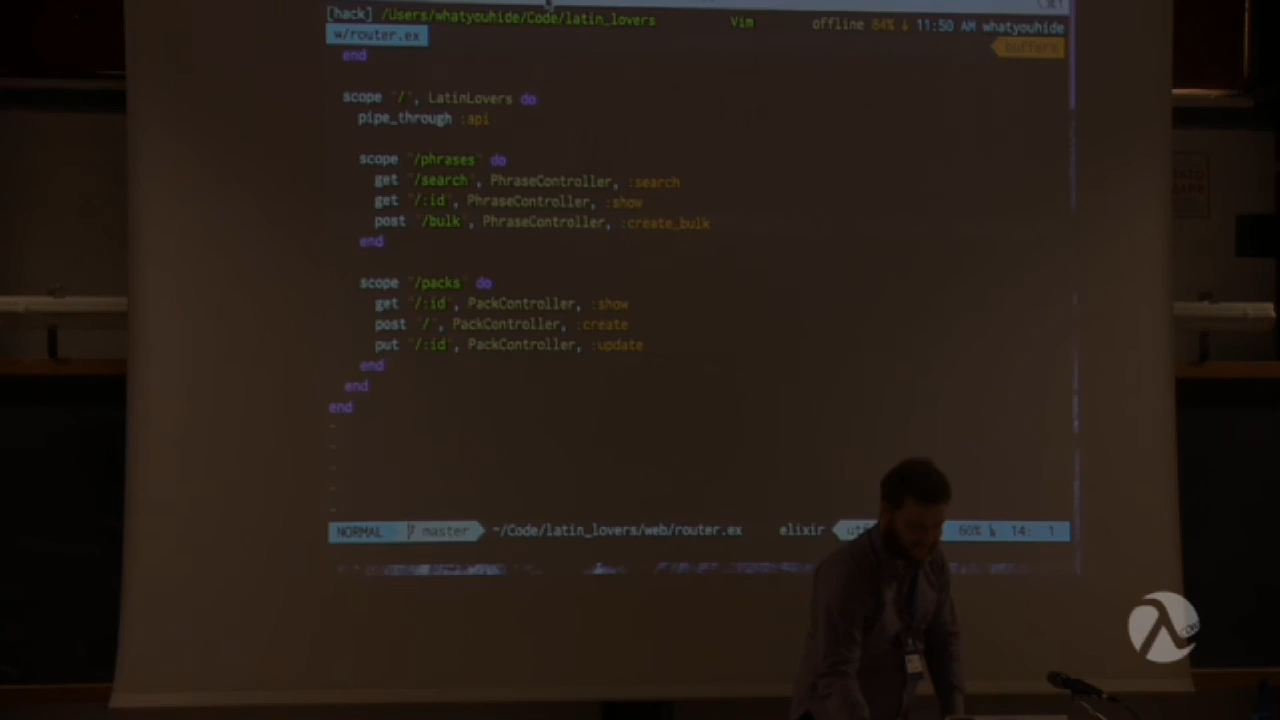 [hack] /Users/whatyouhide/Code/latin_lovers Vim offline 84% ↓ 11:50 AM whatyouhide
w/router.ex buffers
end
scope "/", LatinLovers do
pipe_through :api
scope "/phrases" do
get "/search", PhraseController, :search
get "/:id", PhraseController, :show
post "/bulk", PhraseController, :create_bulk
end
scope "/packs" do
get "/:id", PackController, :show
post "/", PackController, :create
put "/:id", PackController, :update
end
end
end
~
~
~
~
~
NORMAL master ~/Code/latin_lovers/web/router.ex elixir 60% 14: 1